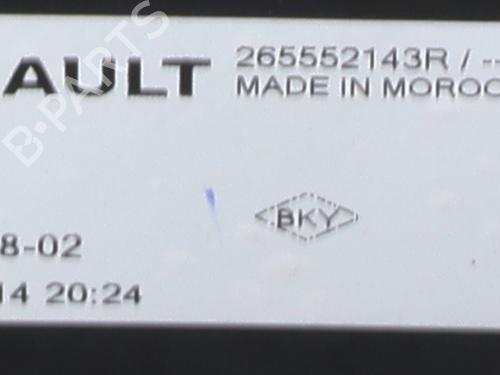 AULT 265552143R / --
MADE IN MOROC
BKY
8-02
14 20:24
B-PARTS